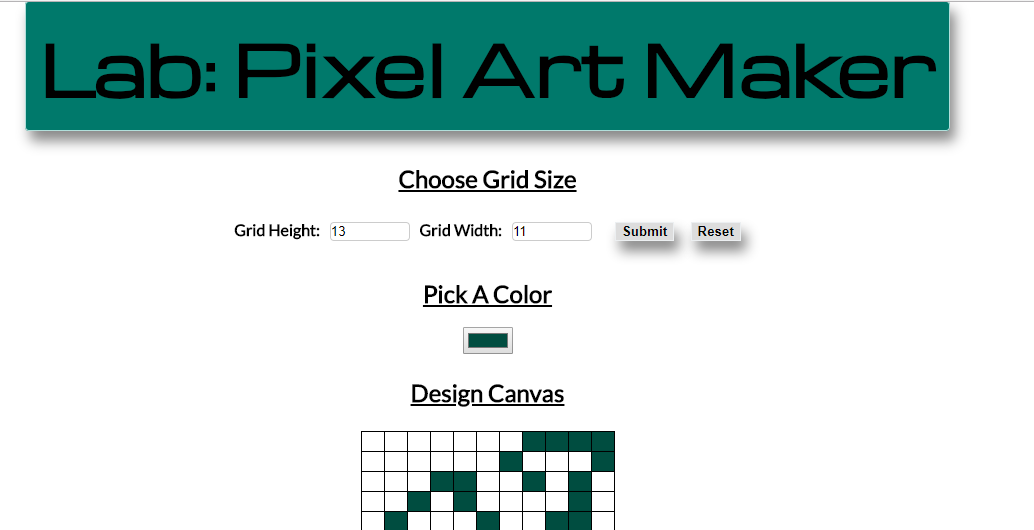 Lab: Pixel Art Maker
Choose Grid Size
Grid Height: 13 Grid Width: 11 Submit Reset
Pick A Color
Design Canvas